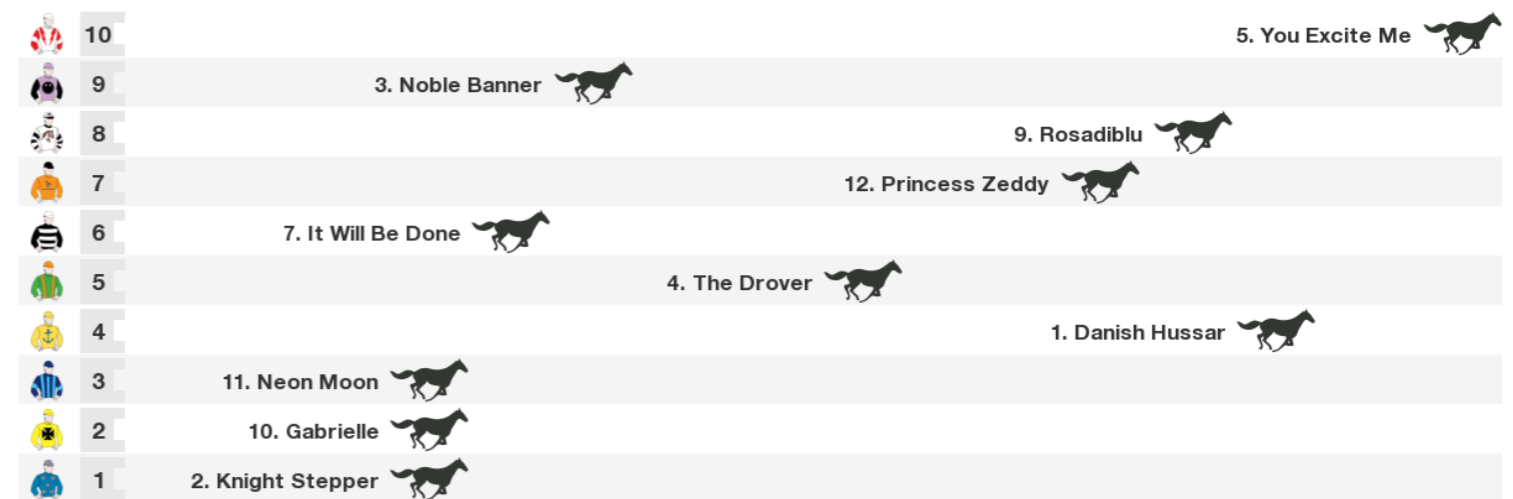 10 5. You Excite Me
9 3. Noble Banner
8 9. Rosadiblu
7 12. Princess Zeddy
6 7. It Will Be Done
5 4. The Drover
4 1. Danish Hussar
3 11. Neon Moon
2 10. Gabrielle
1 2. Knight Stepper